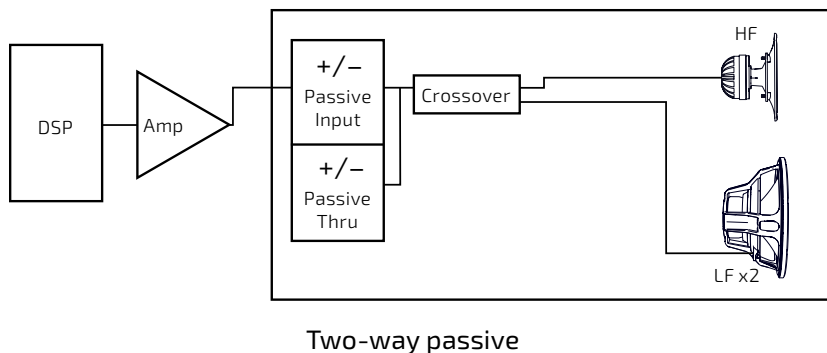 DSP
Amp
+/−
Passive
Input
+/−
Passive
Thru
Crossover
HF
LF x2
Two-way passive